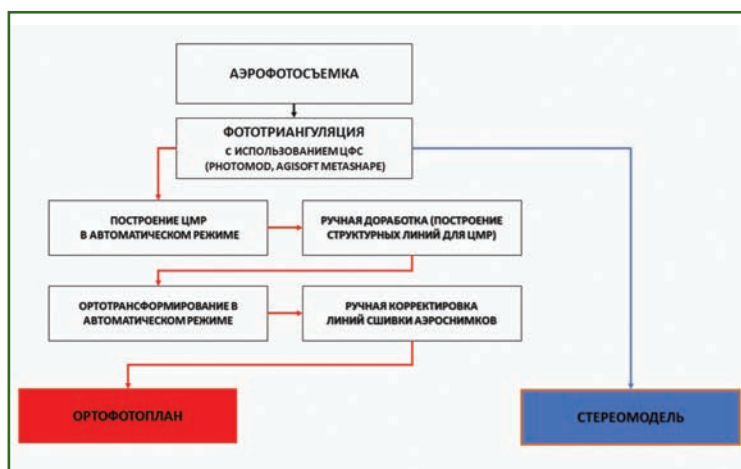 АЭРОФОТОСЪЕМКА
ФОТОТРИАНГУЛЯЦИЯ
С ИСПОЛЬЗОВАНИЕМ ЦФС
(PHOTOMOD, AGISOFT METASHAPE)
ПОСТРОЕНИЕ ЦМР
В АВТОМАТИЧЕСКОМ РЕЖИМЕ
РУЧНАЯ ДОРАБОТКА (ПОСТРОЕНИЕ
СТРУКТУРНЫХ ЛИНИЙ ДЛЯ ЦМР)
ОРТОТРАНСФОРМИРОВАНИЕ В
АВТОМАТИЧЕСКОМ РЕЖИМЕ
РУЧНАЯ КОРРЕКТИРОВКА
ЛИНИЙ СШИВКИ АЭРОСНИМКОВ
ОРТОФОТОПЛАН
СТЕРЕОМОДЕЛЬ